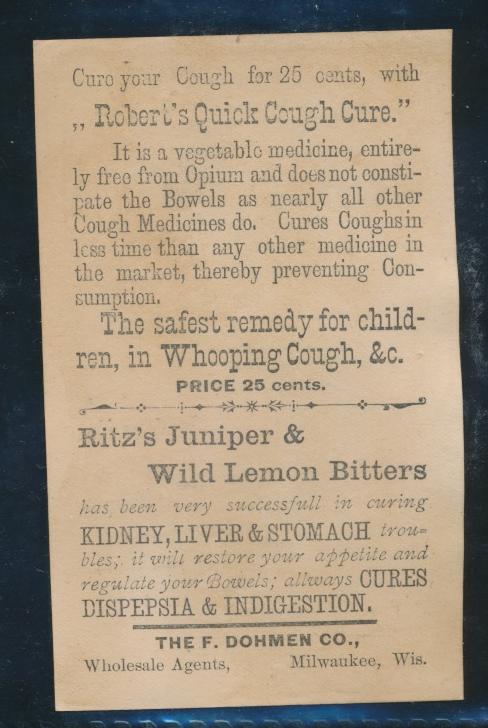 Cure your Cough for 25 cents, with
„ Robert's Quick Cough Cure.”
It is a vegetable medicine, entire-
ly free from Opium and does not consti-
pate the Bowels as nearly all other
Cough Medicines do. Cures Coughs in
less time than any other medicine in
the market, thereby preventing Con-
sumption.
The safest remedy for child-
ren, in Whooping Cough, &c.
PRICE 25 cents.
Ritz's Juniper &
Wild Lemon Bitters
has been very successfull in curing
KIDNEY, LIVER & STOMACH trou-
bles; it will restore your appetite and
regulate your Bowels; allways CURES
DISPEPSIA & INDIGESTION.
THE F. DOHMEN CO.,
Wholesale Agents, Milwaukee, Wis.